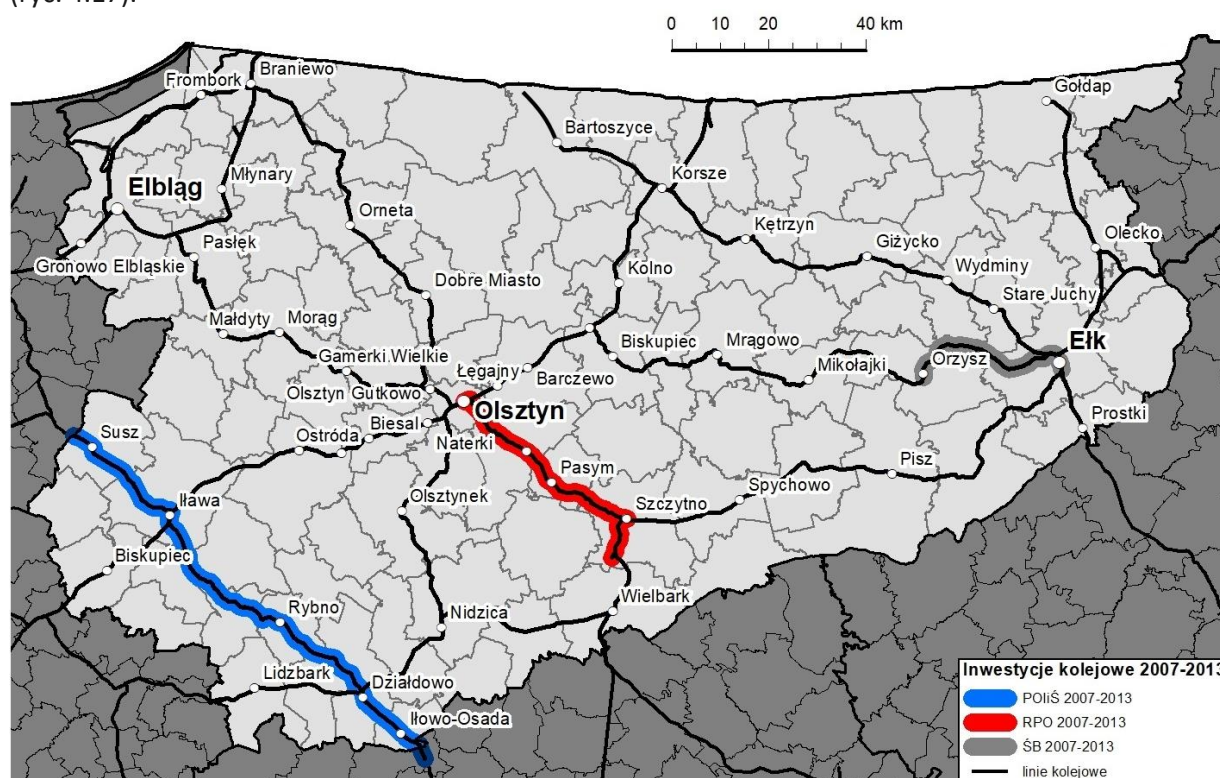 (ryc. 4.17).
0 10 20 40 km
Frombork
Braniewo
Gołdap
Bartoszyce
Elbląg
Młynary
Korsze
Orneta
Kętrzyn
Olecko
Pasłęk
Giżycko
Gronowo Elbląskie
Wydminy
Kolno
Dobre Miasto
Stare Juchy
Małdyty
Morąg
Ełk
Biskupiec
Mrągowo
Gamerki Wielkie
Mikołajki
Orzysz
Łęgajny
Barczewo
Olsztyn Gutkowo
Olsztyn
Prostki
Biesal
Ostróda
Susz
Naterki
Pisz
Pasym
Spychowo
Olsztynek
Szczytno
Iława
Biskupiec
Wielbark
Rybno
Nidzica
Lidzbark
Działdowo
Iłowo-Osada
Inwestycje kolejowe 2007-2013
POIiŚ 2007-2013
RPO 2007-2013
ŚB 2007-2013
linie kolejowe